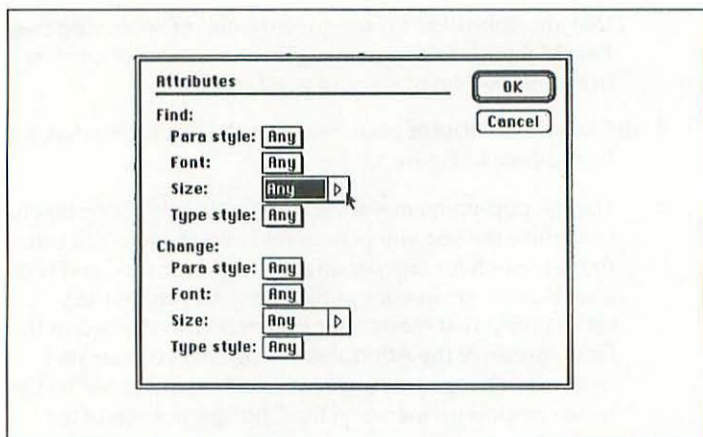 Attributes
OK
Cancel
Find:
Para style: Any
Font: Any
Size: Any
Type style: Any
Change:
Para style: Any
Font: Any
Size: Any
Type style: Any